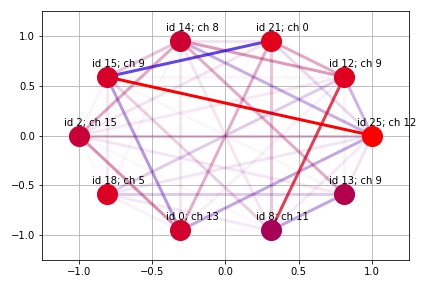 id 14; ch 8
id 21; ch 0
id 15; ch 9
id 12; ch 9
id 2; ch 15
id 25; ch 12
id 18; ch 5
id 13; ch 9
id 0; ch 13
id 8; ch 11
1.0
0.5
0.0
−0.5
−1.0
−1.0
−0.5
0.0
0.5
1.0